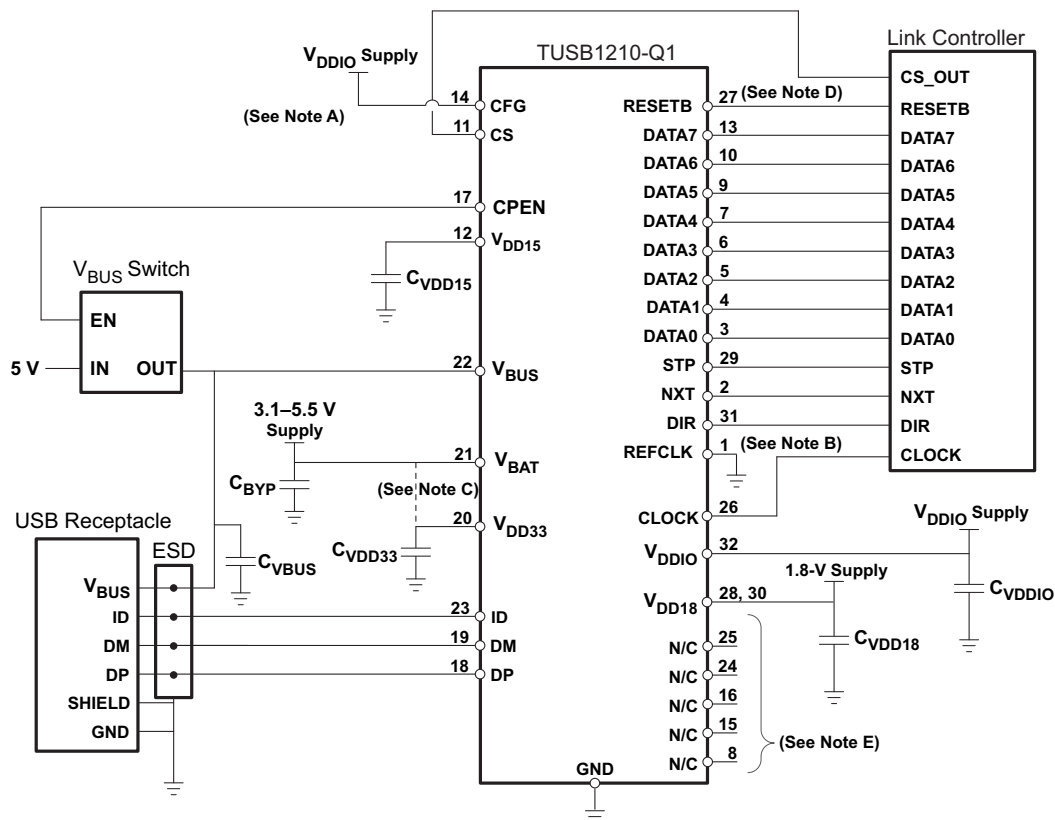 TUSB1210-Q1
Link Controller
VDDIO Supply
(See Note A)
14 CFG
11 CS
17 CPEN
12 VDD15
CVDD15
VBUS Switch
EN
5 V IN OUT
22 VBUS
3.1–5.5 V
Supply
21 VBAT
CBYP
(See Note C)
20 VDD33
CVDD33
USB Receptacle
ESD
CVBUS
VBUS
ID
DM
DP
SHIELD
GND
23 ID
19 DM
18 DP
GND
RESETB 27 (See Note D)
DATA7 13
DATA6 10
DATA5 9
DATA4 7
DATA3 6
DATA2 5
DATA1 4
DATA0 3
STP 29
NXT 2
DIR 31
REFCLK 1 (See Note B)
CLOCK 26
VDDIO 32
VDD18 28, 30
N/C 25
N/C 24
N/C 16
N/C 15
N/C 8
(See Note E)
CS_OUT
RESETB
DATA7
DATA6
DATA5
DATA4
DATA3
DATA2
DATA1
DATA0
STP
NXT
DIR
CLOCK
VDDIO Supply
CVDDIO
1.8-V Supply
CVDD18